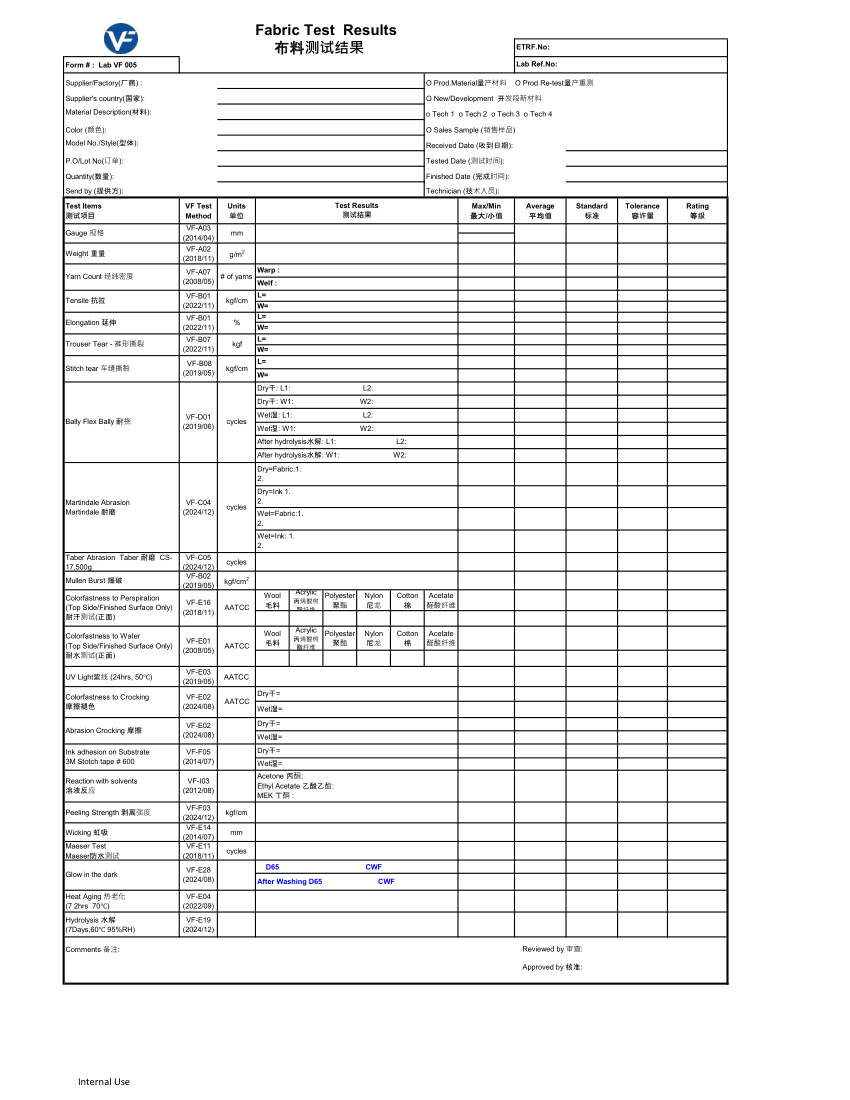 VF
Fabric Test Results
布料测试结果
ETRF.No:
Form # : Lab VF 005
Lab Ref.No:
Supplier/Factory(厂商) :
O Prod.Material量产材料 O Prod Re-test量产重测
Supplier's country(国家):
O New/Development 开发段新材料
Material Description(材料):
o Tech 1 o Tech 2 o Tech 3 o Tech 4
Color (颜色):
O Sales Sample (销售样品)
Model No./Style(型体):
Received Date (收到日期):
P.O/Lot No(订单):
Tested Date (测试时间):
Quantity(数量):
Finished Date (完成时间):
Send by (提供方):
Technician (技术人员):
Test Items VF Test Units Test Results Max/Min Average Standard Tolerance Rating
测试项目 Method 单位 测试结果 最大/小值 平均值 标准 容许量 等级
Gauge 规格 VF-A03 (2014/04) mm
Weight 重量 VF-A02 (2018/11) g/m2
Yarn Count 经纬密度 VF-A07 (2008/05) # of yarns
Warp :
Welf :
Tensile 抗拉 VF-B01 (2022/11) kgf/cm
L=
W=
Elongation 延伸 VF-B01 (2022/11) %
L=
W=
Trouser Tear - 裤形撕裂 VF-B07 (2022/11) kgf
L=
W=
Stitch tear 车缝撕裂 VF-B08 (2019/05) kgf/cm
L=
W=
Bally Flex Bally 耐挠 VF-D01 (2019/06) cycles
Dry干: L1: L2:
Dry干: W1: W2:
Wet湿: L1: L2:
Wet湿: W1: W2:
After hydrolysis水解: L1: L2:
After hydrolysis水解: W1: W2:
Martindale Abrasion
Martindale 耐磨
VF-C04 (2024/12) cycles
Dry=Fabric:1.
2.
Dry=Ink 1.
2.
Wet=Fabric:1.
2.
Wet=Ink: 1.
2.
Taber Abrasion Taber 耐磨 CS-
17,500g
VF-C05 (2024/12) cycles
Mullen Burst 爆破 VF-B02 (2019/05) kgf/cm2
Colorfastness to Perspiration
(Top Side/Finished Surface Only)
耐汗测试(正面)
VF-E16 (2018/11) AATCC
Wool Acrylic Polyester Nylon Cotton Acetate
毛料 丙烯酸树脂纤维 聚酯 尼龙 棉 醛酸纤维
Colorfastness to Water
(Top Side/Finished Surface Only)
耐水测试(正面)
VF-E01 (2008/05) AATCC
Wool Acrylic Polyester Nylon Cotton Acetate
毛料 丙烯酸树脂纤维 聚酯 尼龙 棉 醛酸纤维
UV Light紫线 (24hrs, 50℃) VF-E03 (2019/05) AATCC
Colorfastness to Crocking
摩擦褪色
VF-E02 (2024/08) AATCC
Dry干=
Wet湿=
Abrasion Crocking 摩擦 VF-E02 (2024/08)
Dry干=
Wet湿=
Ink adhesion on Substrate
3M Stotch tape # 600
VF-F05 (2014/07)
Dry干=
Wet湿=
Reaction with solvents
溶液反应
VF-I03 (2012/08)
Acetone 丙酮:
Ethyl Acetate 乙酸乙酯:
MEK 丁酮 :
Peeling Strength 剥离强度 VF-F03 (2024/12) kgf/cm
Wicking 虹吸 VF-E14 (2014/07) mm
Maeser Test
Maeser防水测试
VF-E11 (2018/11) cycles
Glow in the dark VF-E28 (2024/08)
D65 CWF
After Washing D65 CWF
Heat Aging 热老化
(7 2hrs 70℃)
VF-E04 (2022/09)
Hydrolysis 水解
(7Days,60℃ 95%RH)
VF-E19 (2024/12)
Comments 备注:
Reviewed by 审查:
Approved by 核准:
Internal Use